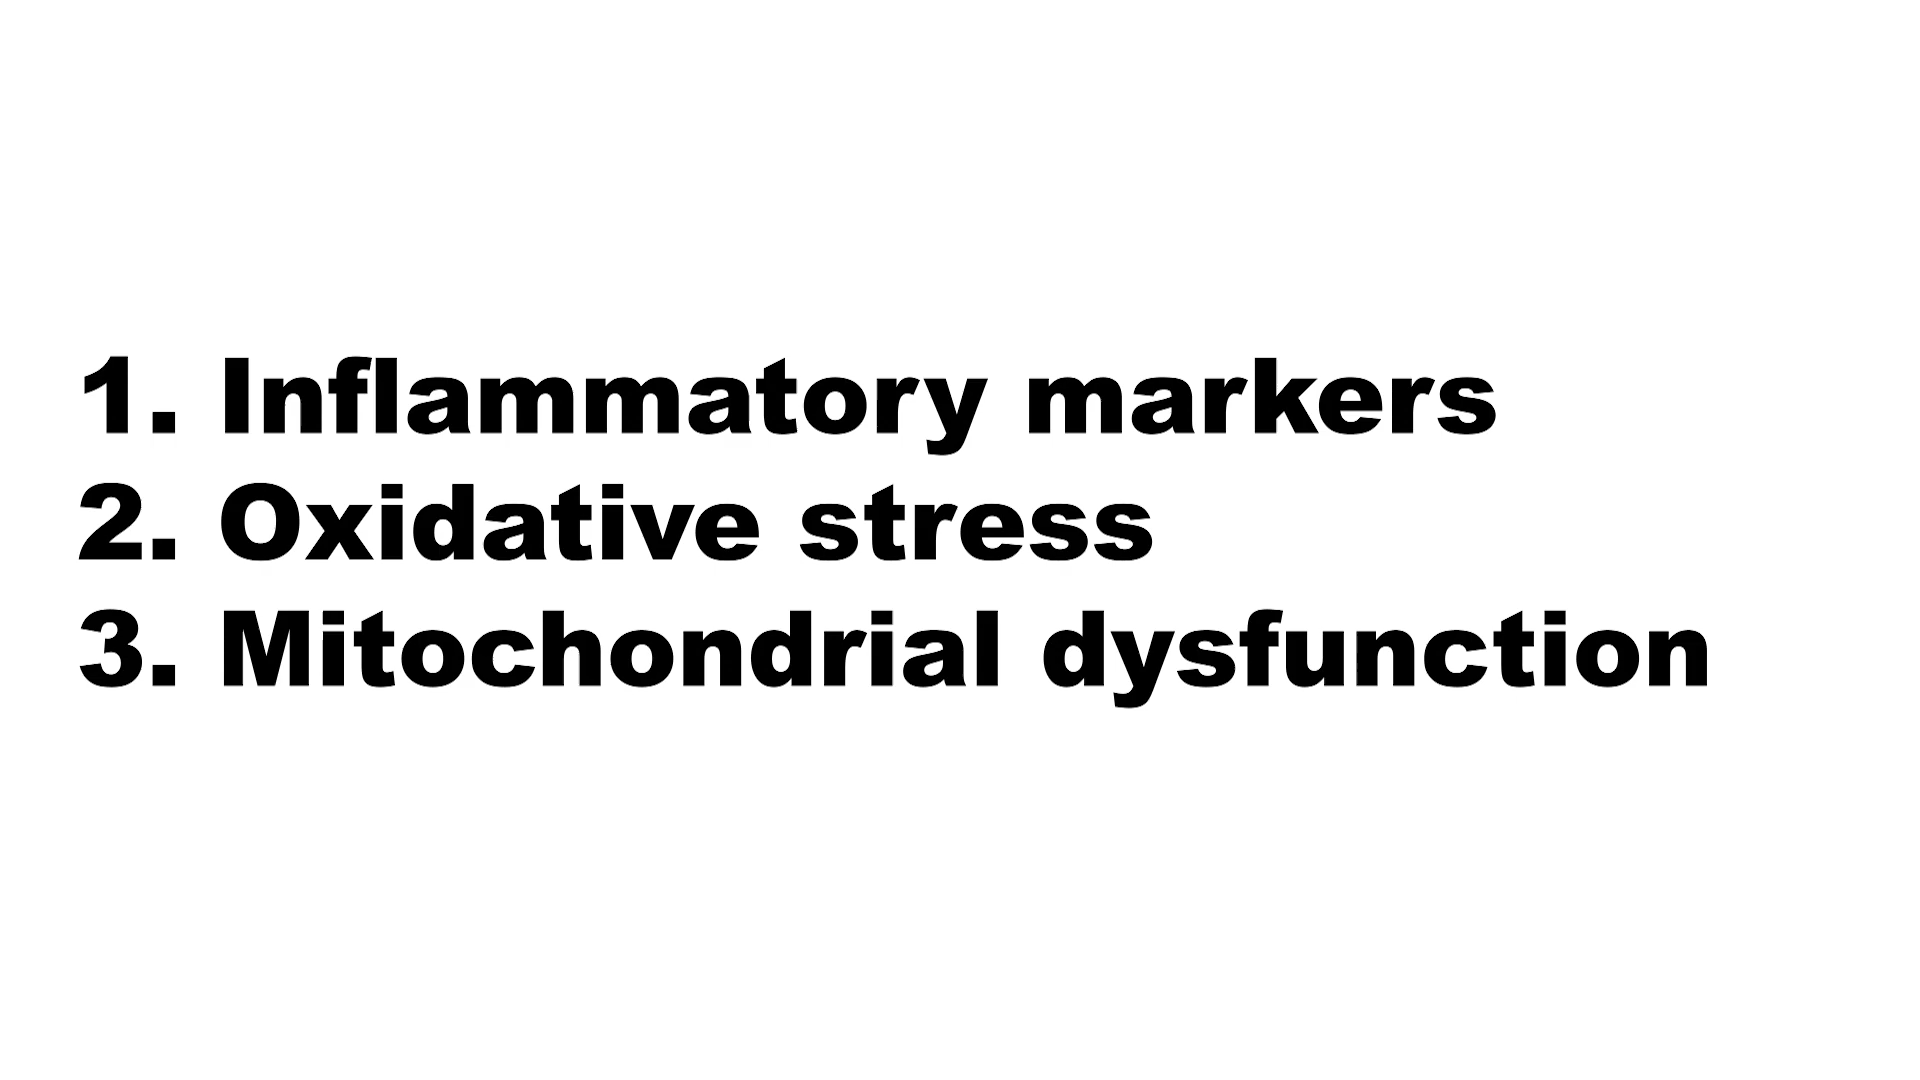 1. Inflammatory markers
2. Oxidative stress
3. Mitochondrial dysfunction